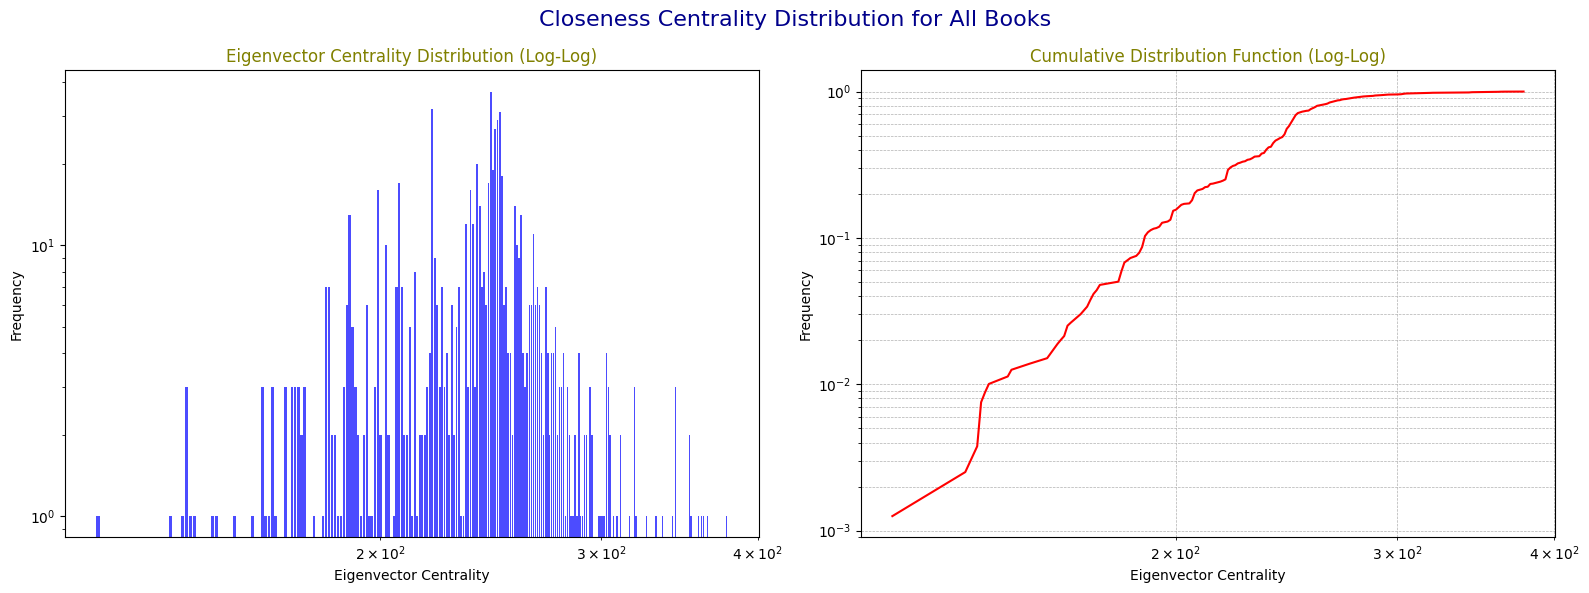 Closeness Centrality Distribution for All Books
Eigenvector Centrality Distribution (Log-Log)
Frequency
10¹
10⁰
2 × 10²
3 × 10²
4 × 10²
Eigenvector Centrality
Cumulative Distribution Function (Log-Log)
Frequency
10⁰
10⁻¹
10⁻²
10⁻³
2 × 10²
3 × 10²
4 × 10²
Eigenvector Centrality